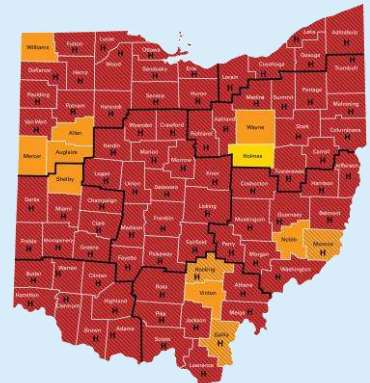 Williams
Fulton H
Lucas H
Ottawa H
Lake H
Ashtabula H
Defiance H
Henry H
Wood H
Sandusky H
Erie H
Lorain H
Cuyahoga H
Geauga H
Trumbull H
Paulding H
Putnam H
Hancock H
Seneca H
Huron H
Medina H
Summit H
Portage H
Mahoning H
Van Wert H
Allen
Wyandot H
Crawford H
Richland H
Ashland H
Wayne
Stark H
Columbiana H
Mercer
Auglaize
Hardin H
Marion H
Morrow H
Holmes
Carroll H
Jefferson H
Shelby
Logan H
Union H
Delaware H
Knox H
Coshocton H
Tuscarawas H
Harrison H
Darke H
Miami H
Champaign H
Clark H
Madison H
Franklin H
Licking H
Muskingum H
Guernsey H
Belmont H
Preble H
Montgomery H
Greene H
Fayette H
Pickaway H
Fairfield H
Perry H
Morgan H
Noble
Monroe H
Butler H
Warren H
Clinton H
Ross H
Hocking H
Athens H
Washington H
Hamilton H
Clermont H
Highland H
Brown H
Adams H
Pike H
Vinton
Jackson H
Meigs H
Scioto H
Gallia H
Lawrence H